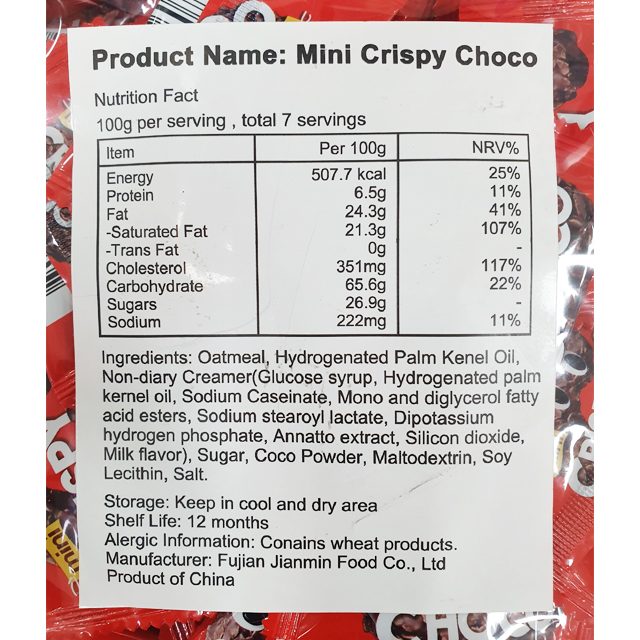 Product Name: Mini Crispy Choco
Nutrition Fact
100g per serving , total 7 servings
Item Per 100g NRV%
Energy 507.7 kcal 25%
Protein 6.5g 11%
Fat 24.3g 41%
-Saturated Fat 21.3g 107%
-Trans Fat 0g -
Cholesterol 351mg 117%
Carbohydrate 65.6g 22%
Sugars 26.9g -
Sodium 222mg 11%
Ingredients: Oatmeal, Hydrogenated Palm Kenel Oil,
Non-diary Creamer(Glucose syrup, Hydrogenated palm
kernel oil, Sodium Caseinate, Mono and diglycerol fatty
acid esters, Sodium stearoyl lactate, Dipotassium
hydrogen phosphate, Annatto extract, Silicon dioxide,
Milk flavor), Sugar, Coco Powder, Maltodextrin, Soy
Lecithin, Salt.
Storage: Keep in cool and dry area
Shelf Life: 12 months
Alergic Information: Conains wheat products.
Manufacturer: Fujian Jianmin Food Co., Ltd
Product of China
mini
CHOC